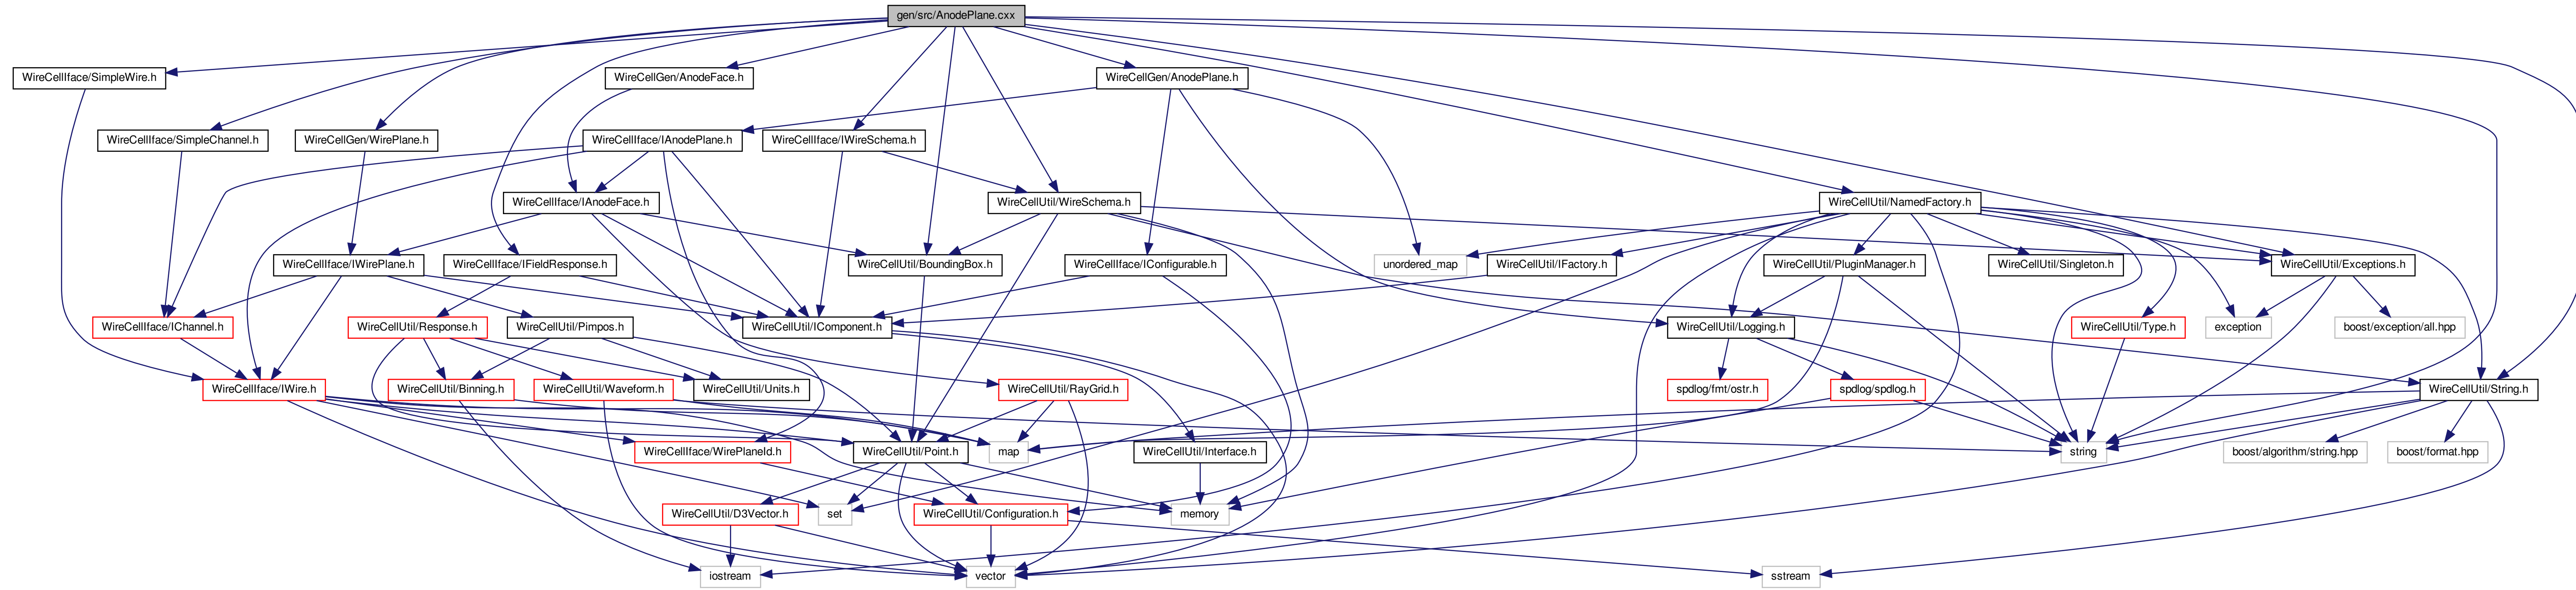 gen/src/AnodePlane.cxx
WireCellIface/SimpleWire.h
WireCellGen/AnodeFace.h
WireCellGen/AnodePlane.h
WireCellIface/SimpleChannel.h
WireCellGen/WirePlane.h
WireCellIface/IAnodePlane.h
WireCellIface/IWireSchema.h
WireCellIface/IAnodeFace.h
WireCellUtil/WireSchema.h
WireCellUtil/NamedFactory.h
WireCellIface/IWirePlane.h
WireCellIface/IFieldResponse.h
WireCellUtil/BoundingBox.h
WireCellIface/IConfigurable.h
unordered_map
WireCellUtil/IFactory.h
WireCellUtil/PluginManager.h
WireCellUtil/Singleton.h
WireCellUtil/Exceptions.h
WireCellIface/IChannel.h
WireCellUtil/Response.h
WireCellUtil/Pimpos.h
WireCellUtil/IComponent.h
WireCellUtil/Logging.h
WireCellUtil/Type.h
exception
boost/exception/all.hpp
WireCellIface/IWire.h
WireCellUtil/Binning.h
WireCellUtil/Waveform.h
WireCellUtil/Units.h
WireCellUtil/RayGrid.h
spdlog/fmt/ostr.h
spdlog/spdlog.h
WireCellUtil/String.h
WireCellIface/WirePlaneId.h
WireCellUtil/Point.h
map
WireCellUtil/Interface.h
string
boost/algorithm/string.hpp
boost/format.hpp
WireCellUtil/D3Vector.h
set
WireCellUtil/Configuration.h
memory
iostream
vector
sstream